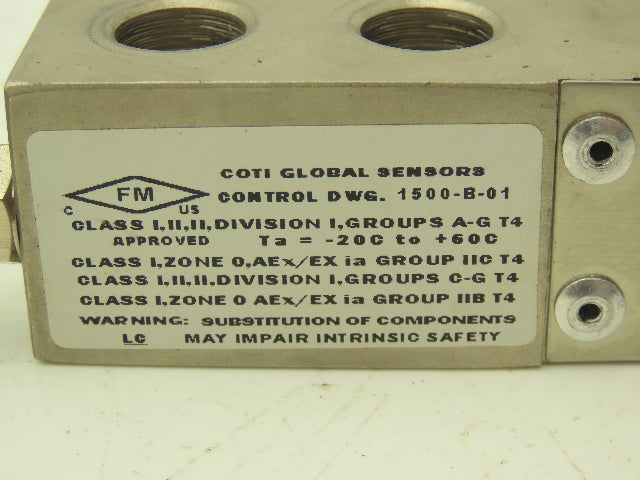 COTI GLOBAL SENSORS
FM CONTROL DWG. 1500-B-01
C US
CLASS I,II,II,DIVISION I,GROUPS A-G T4
APPROVED Ta = -20C to +60C
CLASS I,ZONE 0,AEx/EX ia GROUP IIC T4
CLASS I,II,II,DIVISION I,GROUPS C-G T4
CLASS I,ZONE 0 AEx/EX ia GROUP IIB T4
WARNING: SUBSTITUTION OF COMPONENTS
LC MAY IMPAIR INTRINSIC SAFETY